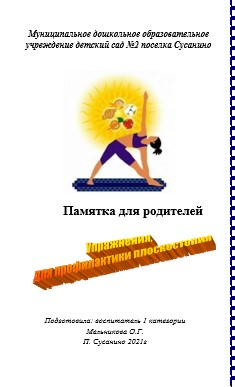 Муниципальное дошкольное образовательное
учреждение детский сад №2 поселка Сусанино
Памятка для родителей
Упражнения
для профилактики плоскостопия
Подготовила: воспитатель 1 категории
Мельникова О.Г.
П. Сусанино 2021г